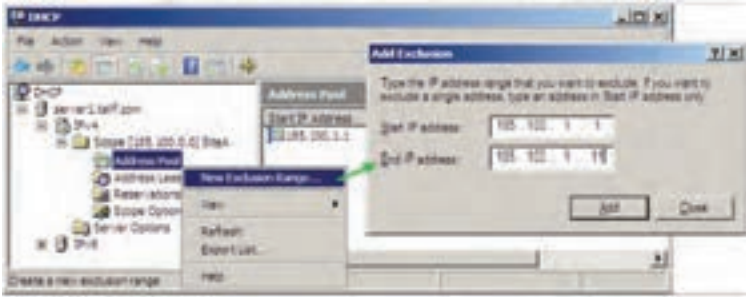 DHCP
File Action View Help
DHCP
IPv4
Address Pool
Address Leas
Reservations
Scope Option
Server Options
IPv6
Address Pool
Start IP Address
New Exclusion Range...
View
Refresh
Export List...
Help
Create a new exclusion range
Add Exclusion
Type the IP address range that you want to exclude. If you want to
exclude a single address, type an address in Start IP address only.
Start IP address:
End IP address:
Add Close